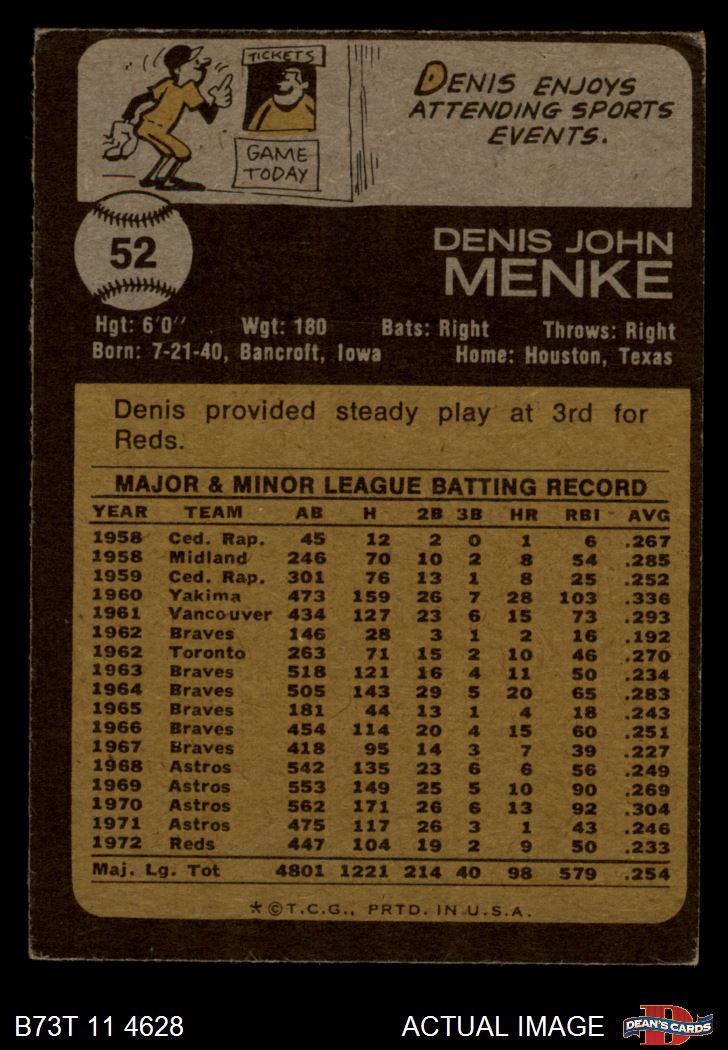 TICKETS
GAME
TODAY
DENIS ENJOYS
ATTENDING SPORTS
EVENTS.
52
DENIS JOHN
MENKE
Hgt: 6'0" Wgt: 180 Bats: Right Throws: Right
Born: 7-21-40, Bancroft, Iowa Home: Houston, Texas
Denis provided steady play at 3rd for
Reds.
MAJOR & MINOR LEAGUE BATTING RECORD
YEAR TEAM AB H 2B 3B HR RBI AVG
1958 Ced. Rap. 45 12 2 0 1 6 .267
1958 Midland 246 70 10 2 8 54 .285
1959 Ced. Rap. 301 76 13 1 8 25 .252
1960 Yakima 473 159 26 7 28 103 .336
1961 Vancouver 434 127 23 6 15 73 .293
1962 Braves 146 28 3 1 2 16 .192
1962 Toronto 263 71 15 2 10 46 .270
1963 Braves 518 121 16 4 11 50 .234
1964 Braves 505 143 29 5 20 65 .283
1965 Braves 181 44 13 1 4 18 .243
1966 Braves 454 114 20 4 15 60 .251
1967 Braves 418 95 14 3 7 39 .227
1968 Astros 542 135 23 6 6 56 .249
1969 Astros 553 149 25 5 10 90 .269
1970 Astros 562 171 26 6 13 92 .304
1971 Astros 475 117 26 3 1 43 .246
1972 Reds 447 104 19 2 9 50 .233
Maj. Lg. Tot 4801 1221 214 40 98 579 .254
*©T.C.G., PRTD. IN U.S.A.
B73T 11 4628 ACTUAL IMAGE
D
DEAN'S CARDS